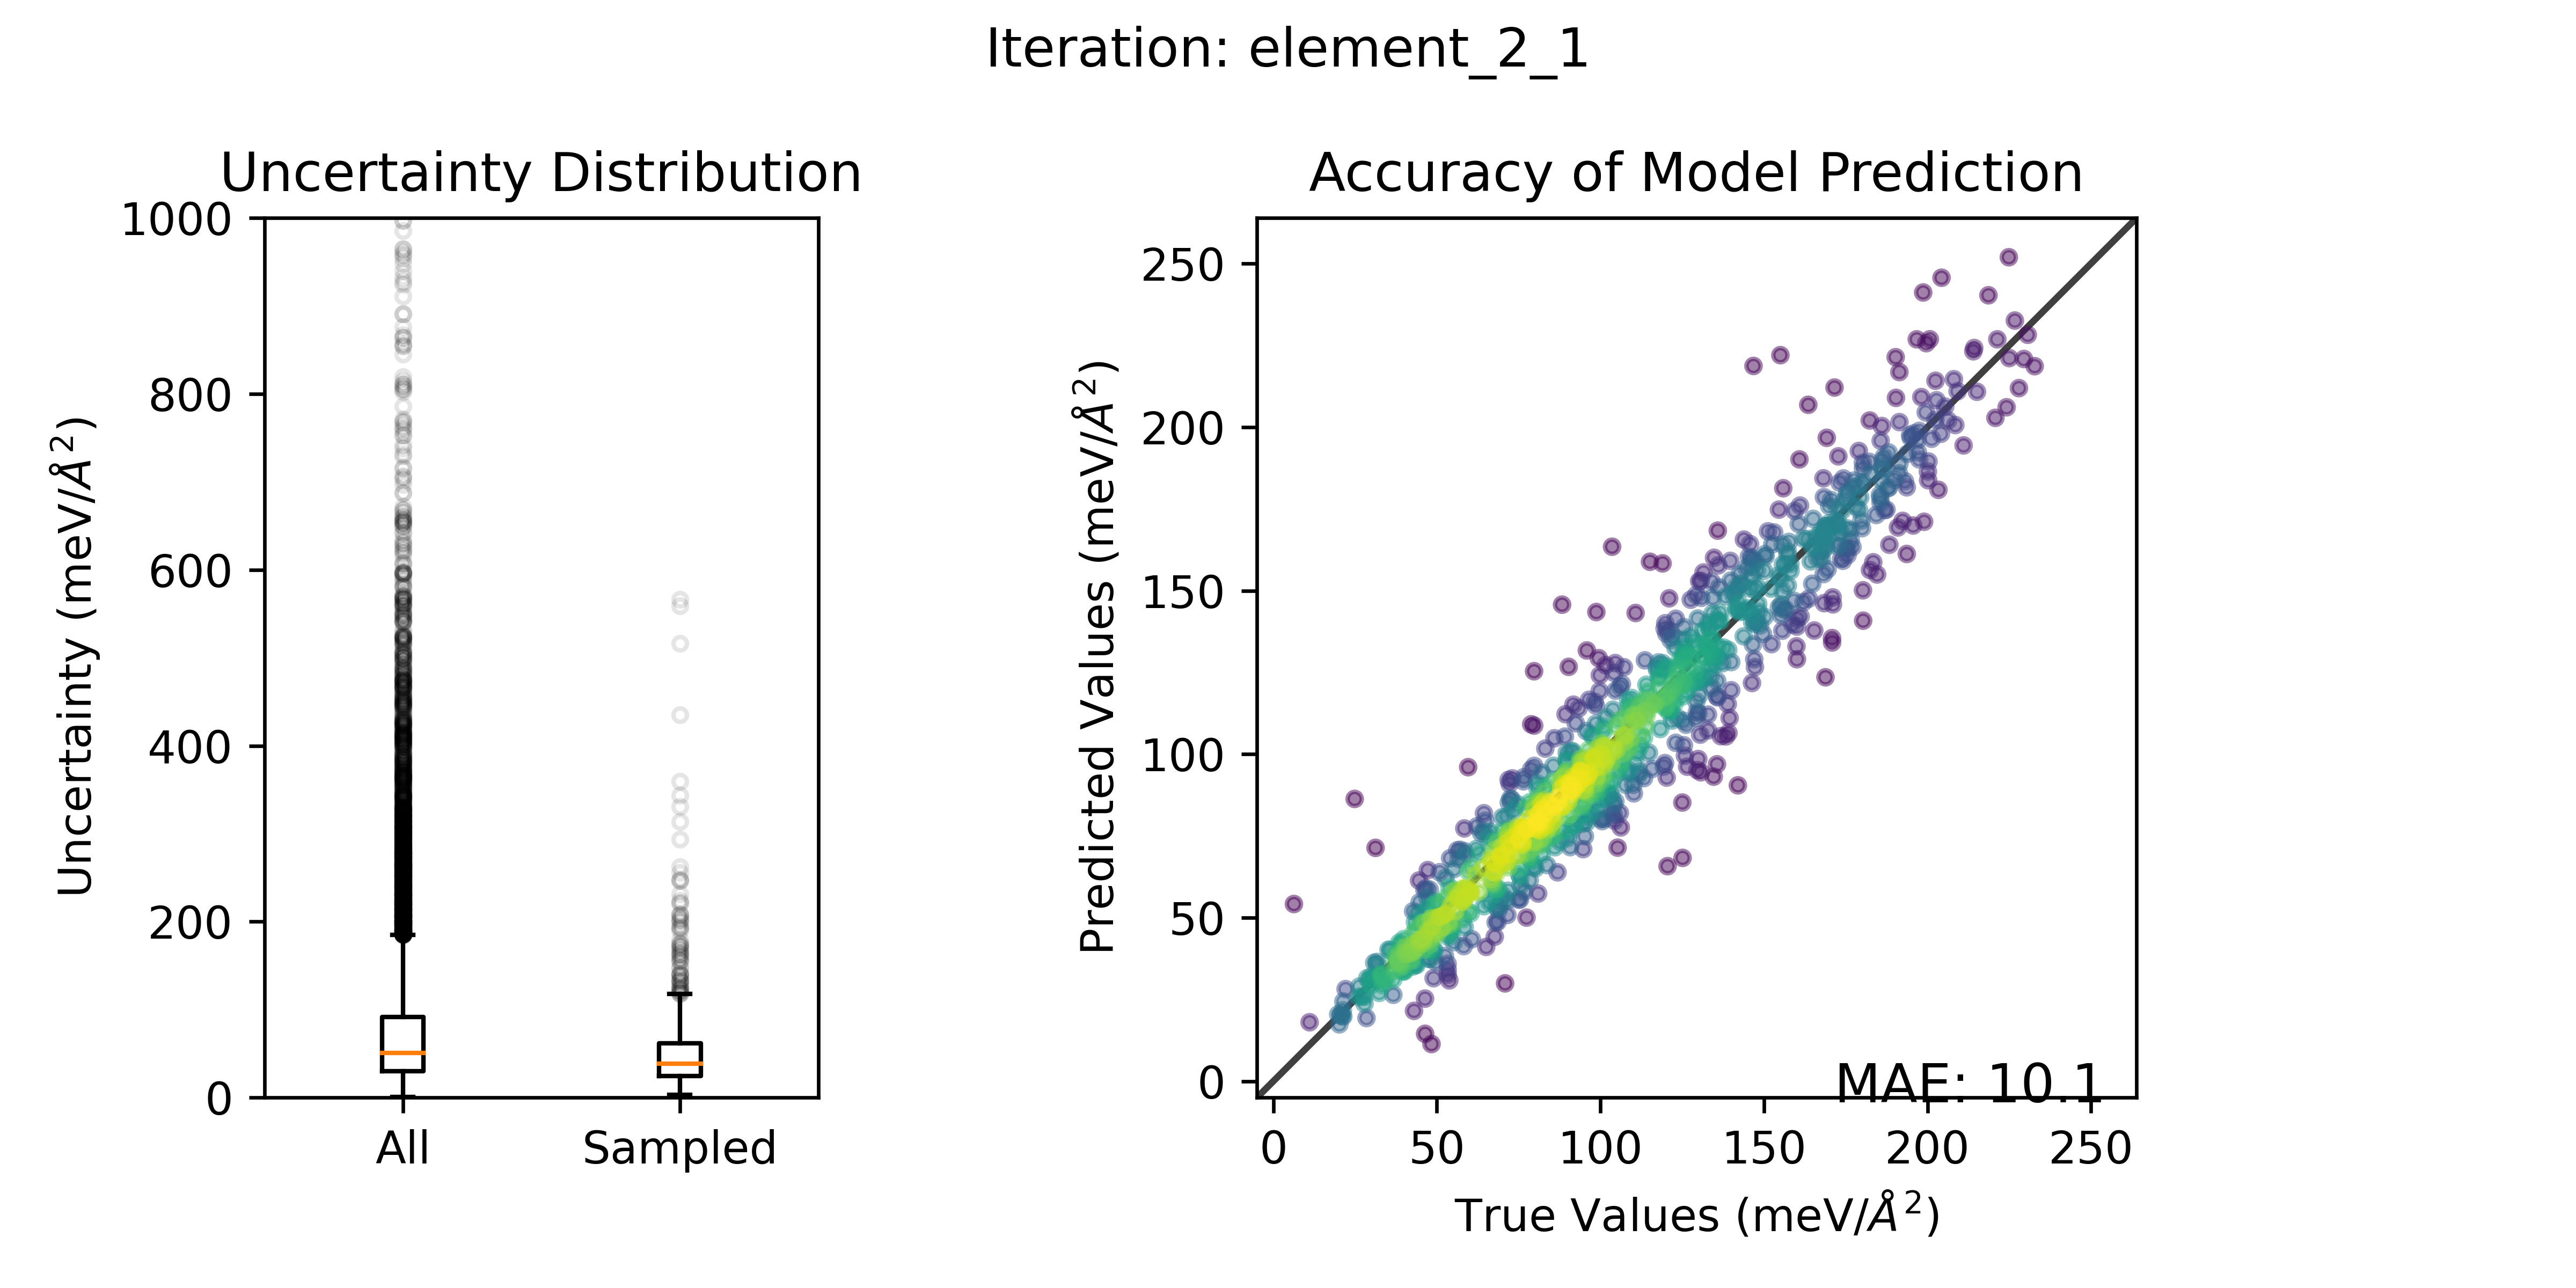 Iteration: element_2_1
Uncertainty Distribution
Uncertainty (meV/Å²)
1000
800
600
400
200
0
All
Sampled
Accuracy of Model Prediction
Predicted Values (meV/Å²)
250
200
150
100
50
0
MAE: 10.1
0
50
100
150
200
250
True Values (meV/Å²)